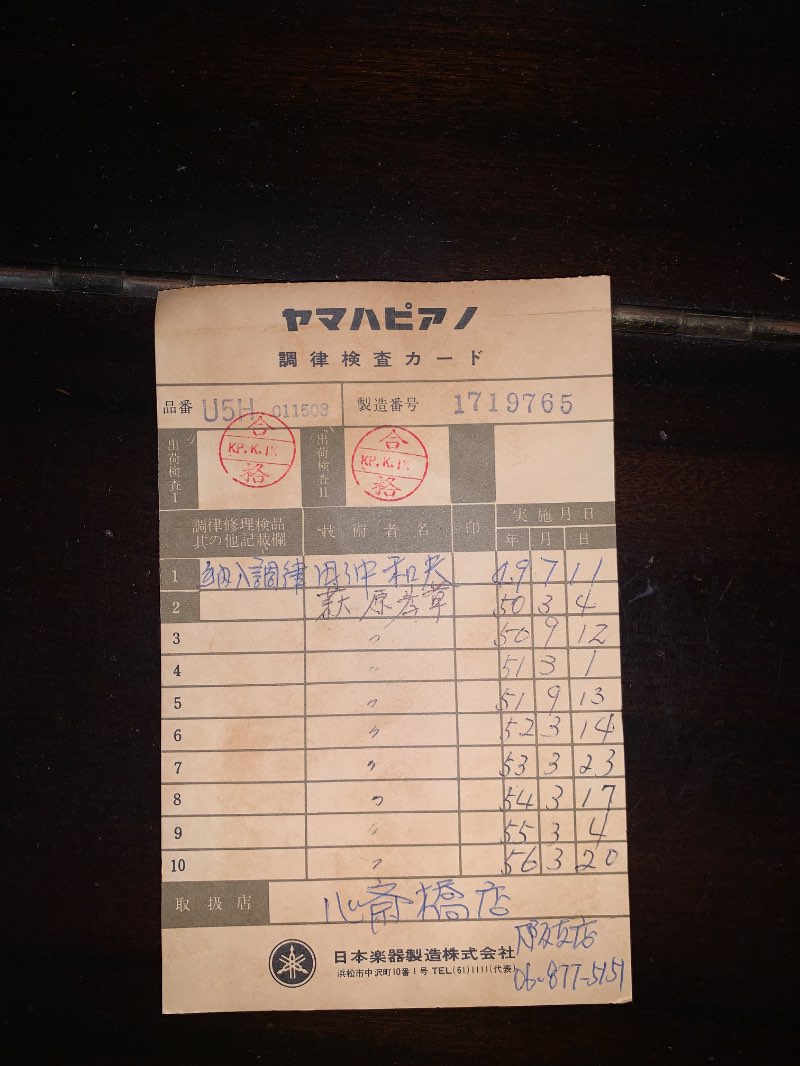 ヤマハピアノ
調律検査カード
品番 U5H 011508 製造番号 1719765
出荷検査I 合格 KP.K. 出荷検査II 合格 KP.K.
調律修理検品其の他記載欄 技術者名 印 実施月日
年 月 日
1 納入調律 和夫 49 7 11
2 萩原孝章 50 3 4
3 〃 50 9 12
4 〃 51 3 1
5 〃 51 9 13
6 〃 52 3 14
7 〃 53 3 23
8 〃 54 3 17
9 〃 55 3 4
10 〃 56 3 20
取扱店 心斎橋店
日本楽器製造株式会社 支店
浜松市中沢町10番1号 TEL(61)1111(代表) 06-877-5151